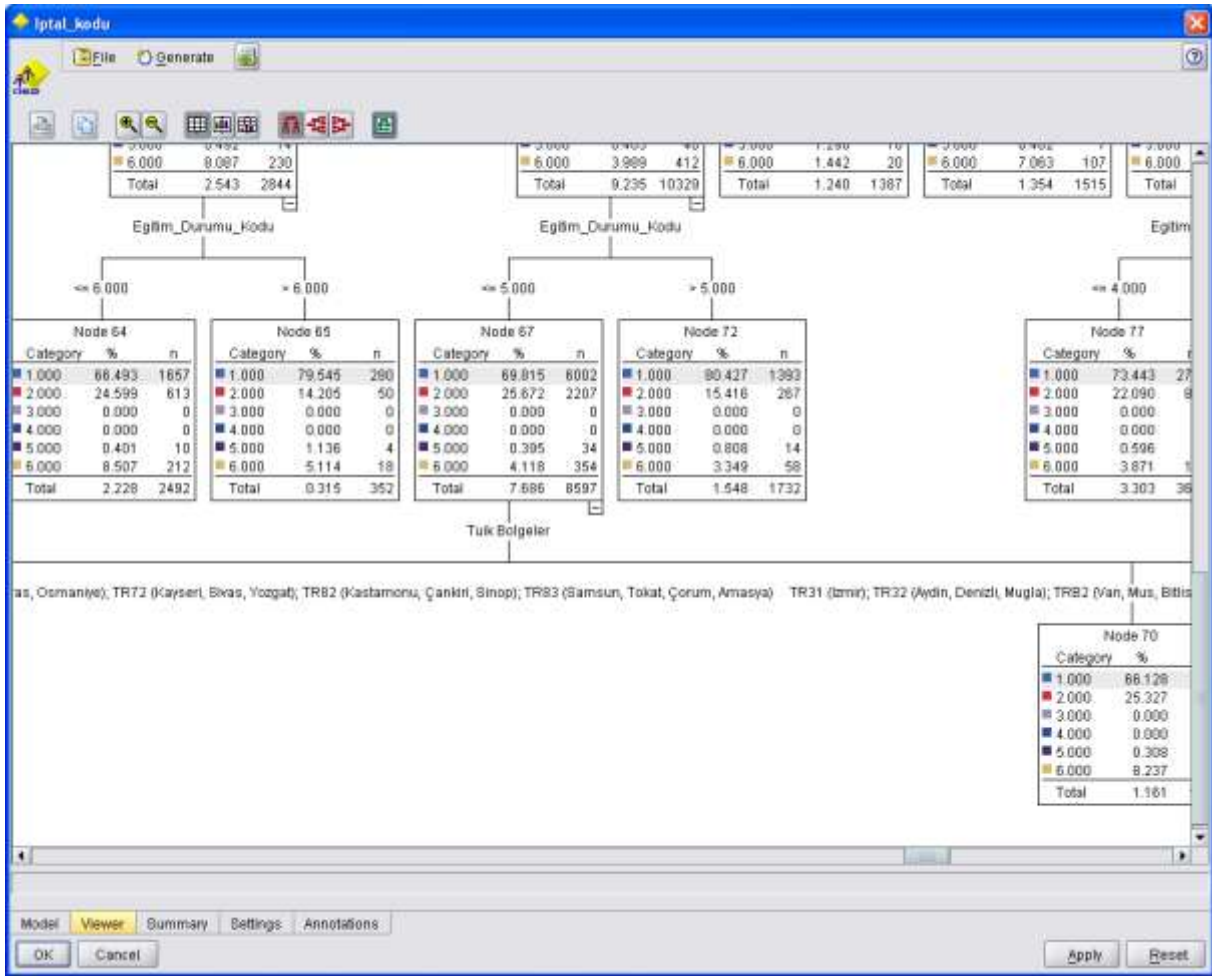 Iptal_kodu
File Generate
6.000 8.087 230
Total 2.543 2844
6.000 3.989 412
Total 9.235 10329
6.000 1.442 20
Total 1.240 1387
6.000 7.063 107
Total 1.354 1515
6.000
Total
Egitim_Durumu_Kodu
Egitim_Durumu_Kodu
Egitim
<= 6.000
> 6.000
<= 5.000
> 5.000
<= 4.000
Node 64
Category % n
1.000 66.493 1657
2.000 24.599 613
3.000 0.000 0
4.000 0.000 0
5.000 0.401 10
6.000 8.507 212
Total 2.228 2492
Node 65
Category % n
1.000 79.545 280
2.000 14.205 50
3.000 0.000 0
4.000 0.000 0
5.000 1.136 4
6.000 5.114 18
Total 0.315 352
Node 67
Category % n
1.000 69.815 6002
2.000 25.672 2207
3.000 0.000 0
4.000 0.000 0
5.000 0.395 34
6.000 4.118 354
Total 7.686 8597
Node 72
Category % n
1.000 80.427 1393
2.000 15.416 267
3.000 0.000 0
4.000 0.000 0
5.000 0.808 14
6.000 3.349 58
Total 1.548 1732
Node 77
Category %
1.000 73.443 27
2.000 22.090
3.000 0.000
4.000 0.000
5.000 0.596
6.000 3.871 1
Total 3.303 36
Tuik Bolgeler
as, Osmaniye); TR72 (Kayseri, Sivas, Yozgat); TR82 (Kastamonu, Çankiri, Sinop); TR83 (Samsun, Tokat, Çorum, Amasya) TR31 (Izmir); TR32 (Aydin, Denizli, Mugla); TRB2 (Van, Mus, Bitlis
Node 70
Category %
1.000 66.128
2.000 25.327
3.000 0.000
4.000 0.000
5.000 0.308
6.000 8.237
Total 1.161
Model Viewer Summary Settings Annotations
OK Cancel Apply Reset